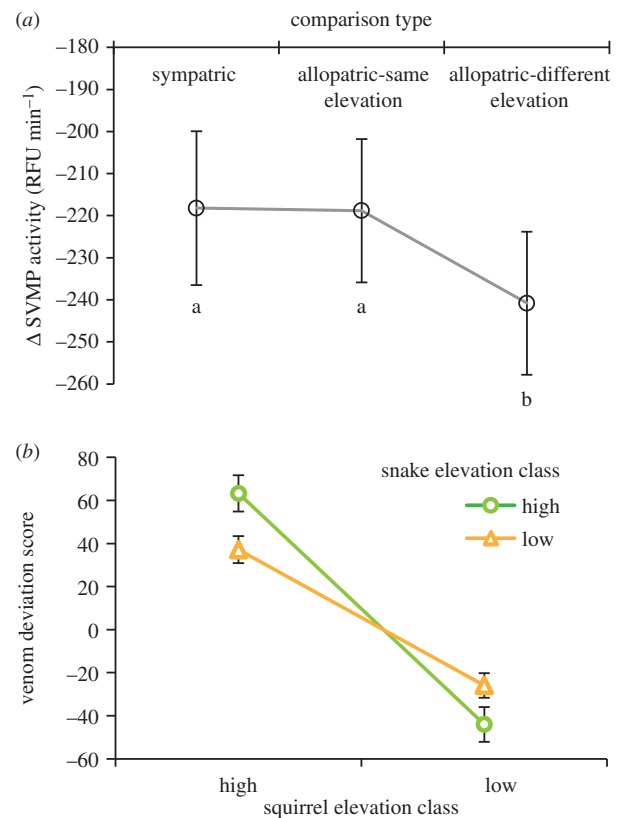 (a)
comparison type
sympatric
allopatric-same
elevation
allopatric-different
elevation
Δ SVMP activity (RFU min⁻¹)
–180
–190
–200
–210
–220
–230
–240
–250
–260
a
a
b
(b)
venom deviation score
80
60
40
20
0
–20
–40
–60
snake elevation class
high
low
high
low
squirrel elevation class